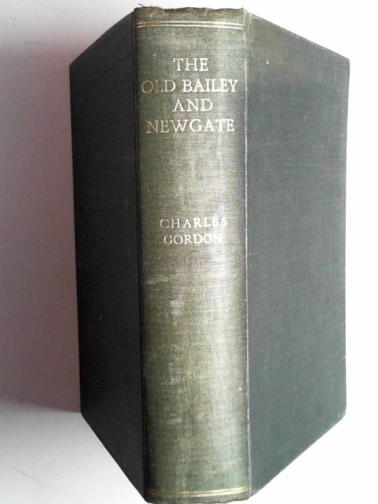 THE
OLD BAILEY
AND
NEWGATE
CHARLES
GORDON